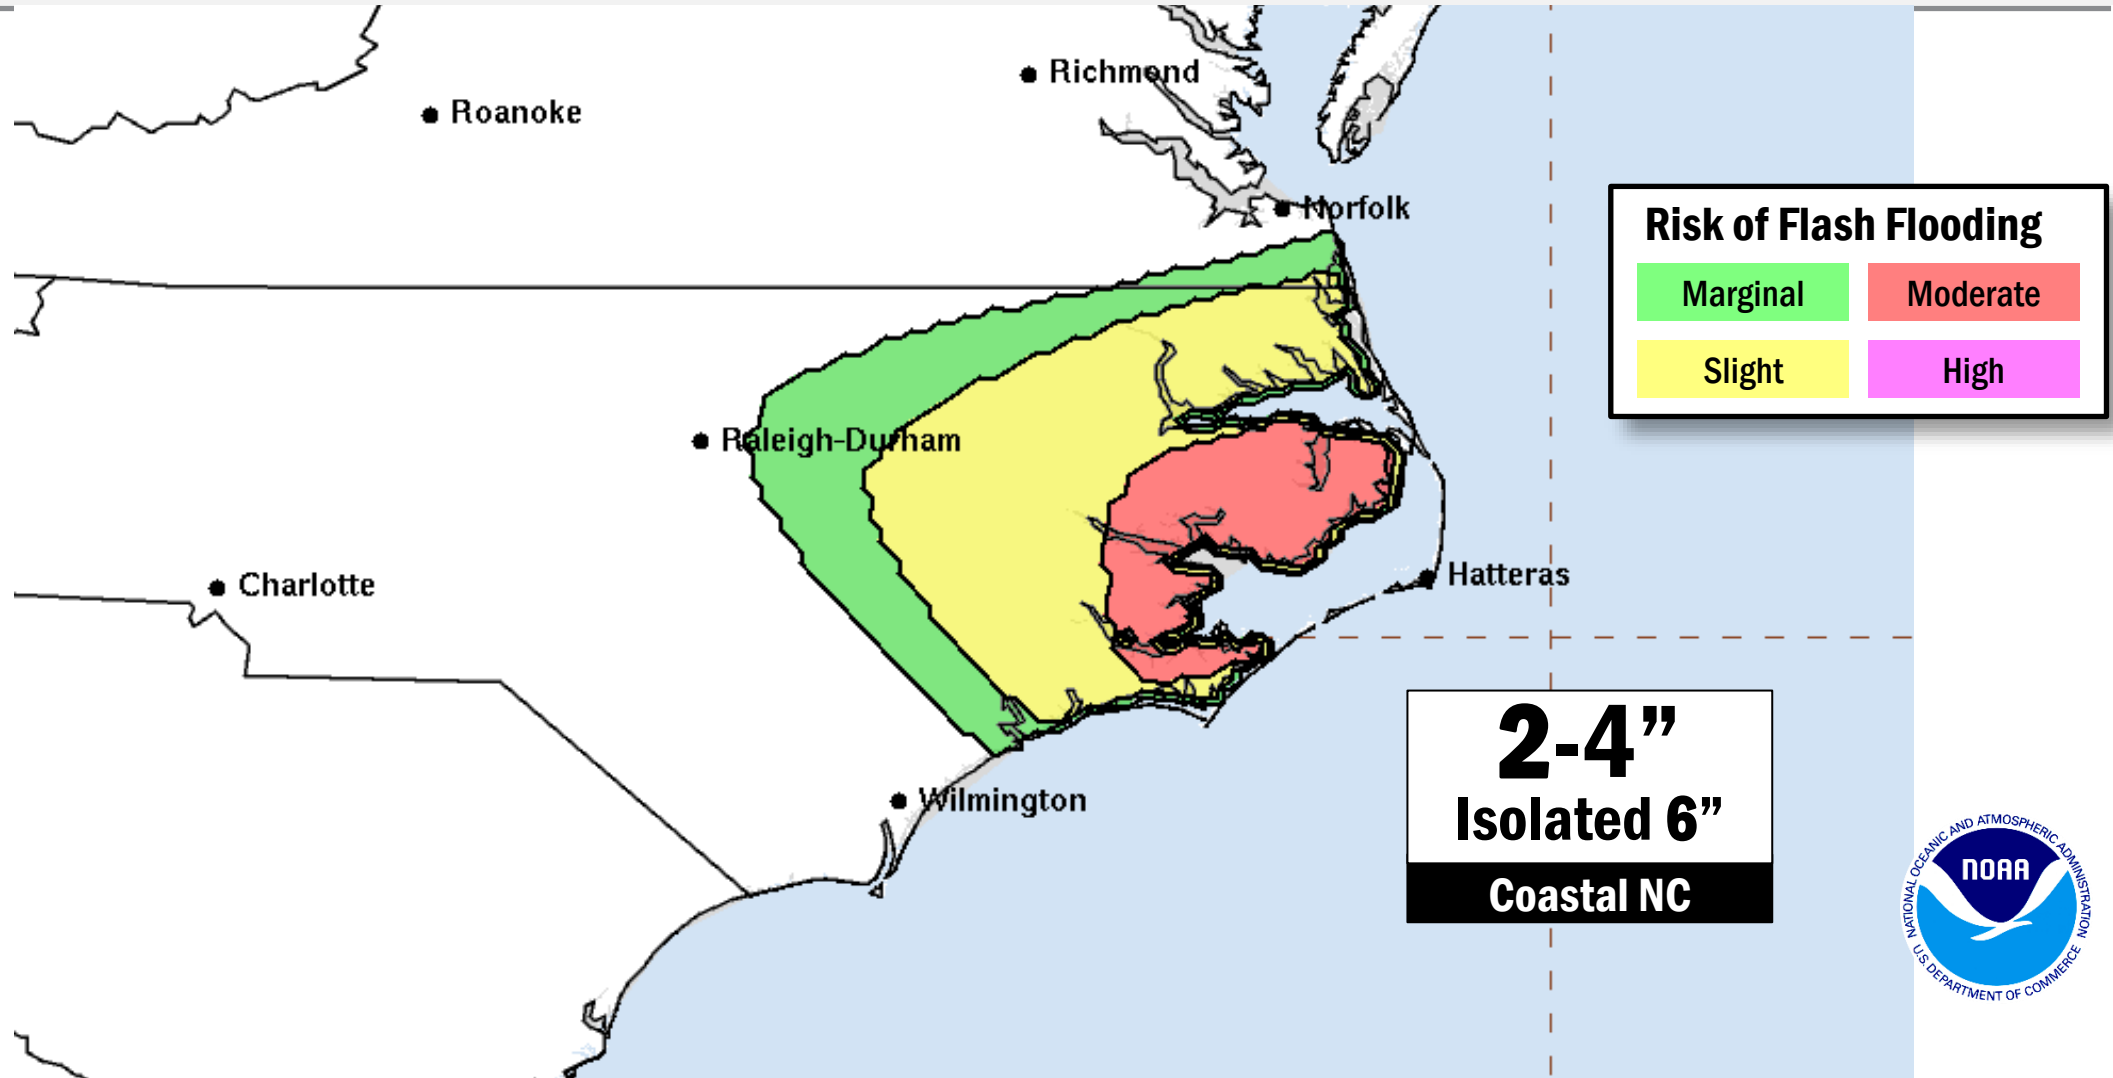 Richmond
Roanoke
Norfolk
Risk of Flash Flooding
Marginal
Moderate
Slight
High
Raleigh-Durham
Charlotte
Hatteras
Wilmington
2-4”
Isolated 6”
Coastal NC
NATIONAL OCEANIC AND ATMOSPHERIC ADMINISTRATION
NOAA
U.S. DEPARTMENT OF COMMERCE